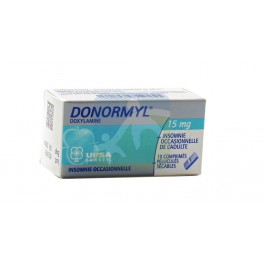 DONORMYL®
DOXYLAMINE
15 mg
INSOMNIE
OCCASIONNELLE
DE L'ADULTE
10 COMPRIMÉS
PELLICULÉS
SÉCABLES
UPSA
INSOMNIE OCCASIONNELLE